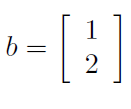 b = [ 1
2 ]